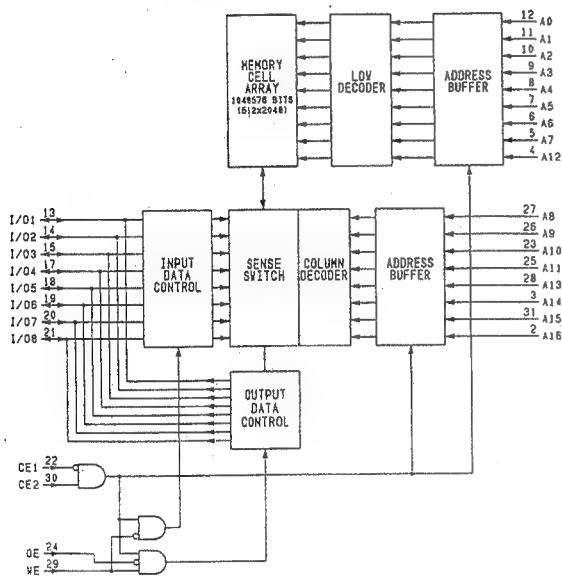 MEMORY
CELL
ARRAY
1048576 BITS
(512x2048)
LOW
DECODER
ADDRESS
BUFFER
12 A0
11 A1
10 A2
9 A3
8 A4
7 A5
6 A6
5 A7
4 A12
I/O1 13
I/O2 14
I/O3 15
I/O4 17
I/O5 18
I/O6 19
I/O7 20
I/O8 21
INPUT
DATA
CONTROL
SENSE
SWITCH
COLUMN
DECODER
ADDRESS
BUFFER
27 A8
26 A9
23 A10
25 A11
28 A13
3 A14
31 A15
2 A16
OUTPUT
DATA
CONTROL
CE1 22
CE2 30
OE 24
WE 29